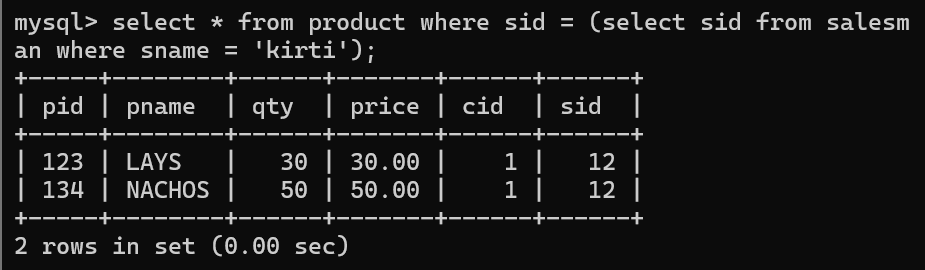 mysql> select * from product where sid = (select sid from salesm
an where sname = 'kirti');
+-----+--------+------+-------+------+------+
| pid | pname  | qty  | price | cid  | sid  |
+-----+--------+------+-------+------+------+
| 123 | LAYS   |   30 | 30.00 |    1 |   12 |
| 134 | NACHOS |   50 | 50.00 |    1 |   12 |
+-----+--------+------+-------+------+------+
2 rows in set (0.00 sec)